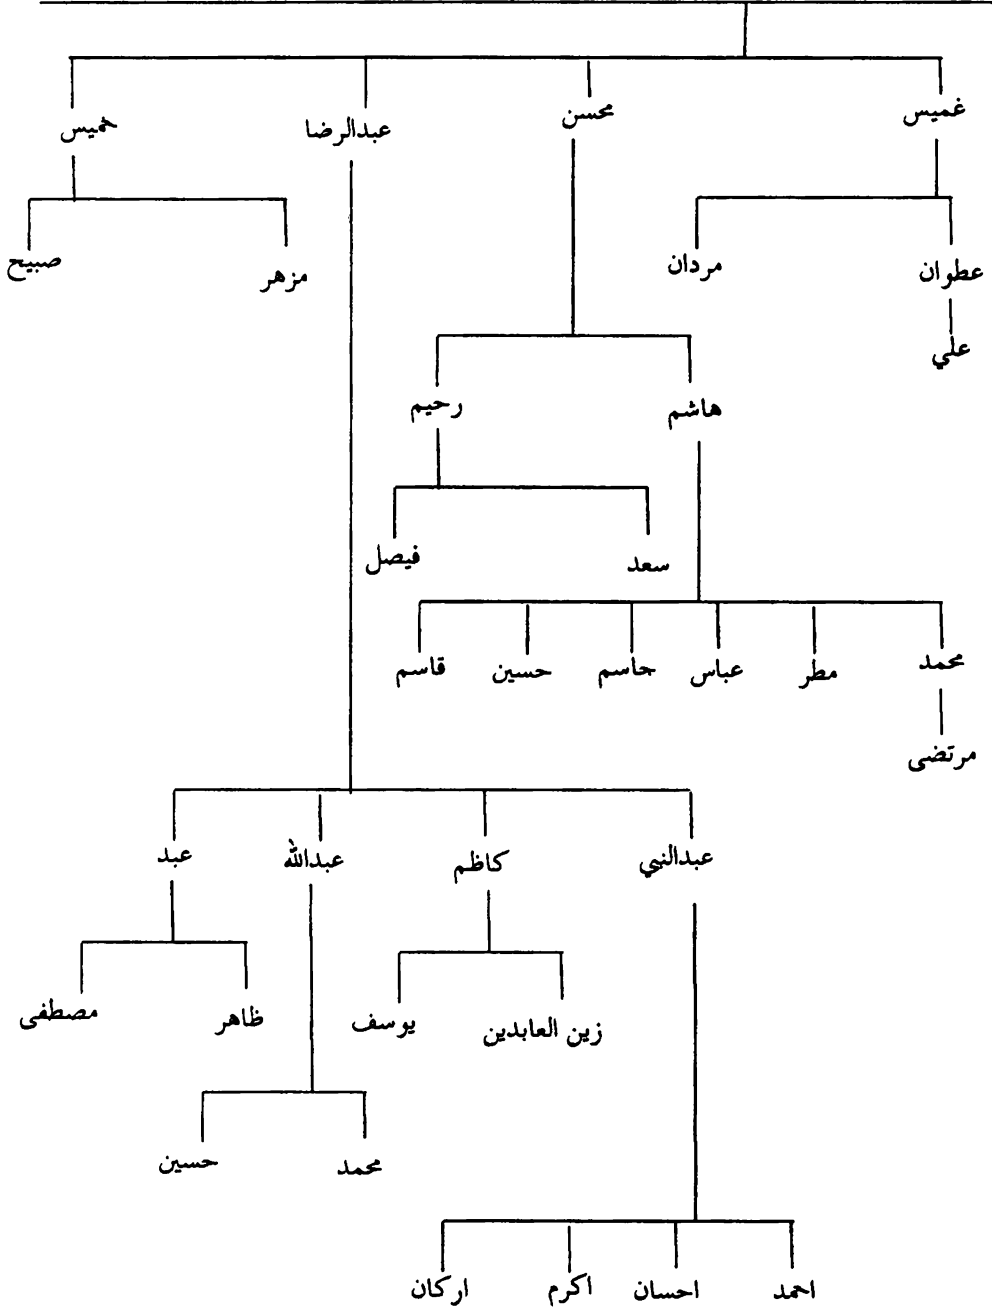 غميس محسن عبدالرضا خميس
عطوان مردان مزهر صبيح
علي
هاشم رحيم
سعد فيصل
محمد مطر عباس جاسم حسين قاسم
مرتضى
عبدالنبي كاظم عبدالله عبد
زين العابدين يوسف ظاهر مصطفى
محمد حسين
احمد احسان اكرم اركان